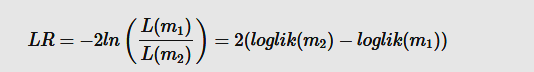 LR = −2ln ( L(m₁) / L(m₂) ) = 2(loglik(m₂) − loglik(m₁))